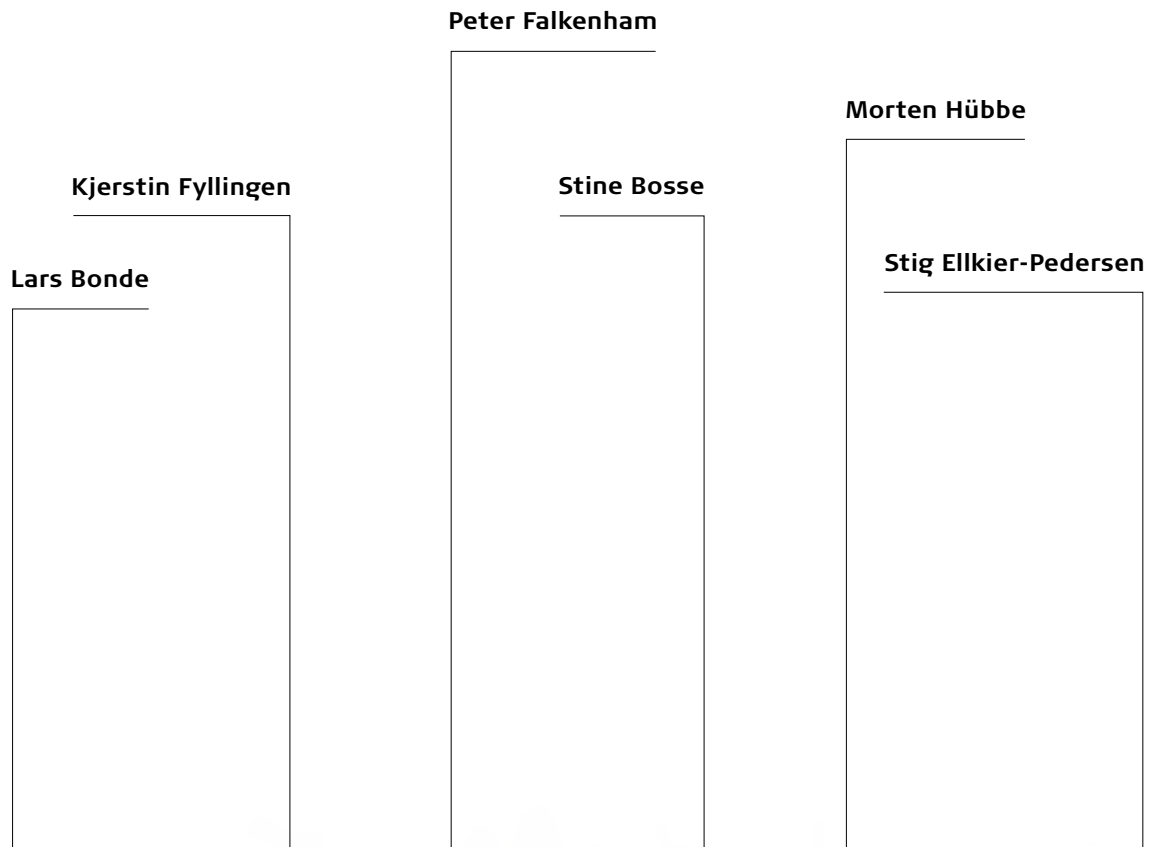 Peter Falkenham
Morten Hübbe
Kjerstin Fyllingen
Stine Bosse
Stig Ellkier-Pedersen
Lars Bonde